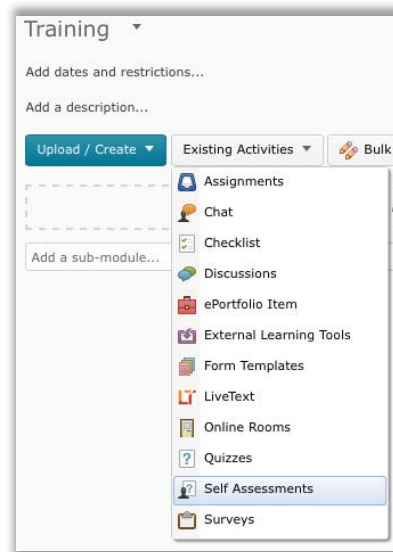 Training
Add dates and restrictions...
Add a description...
Upload / Create Existing Activities Bulk
Assignments
Chat
Checklist
Add a sub-module...
Discussions
ePortfolio Item
External Learning Tools
Form Templates
LiveText
Online Rooms
Quizzes
Self Assessments
Surveys